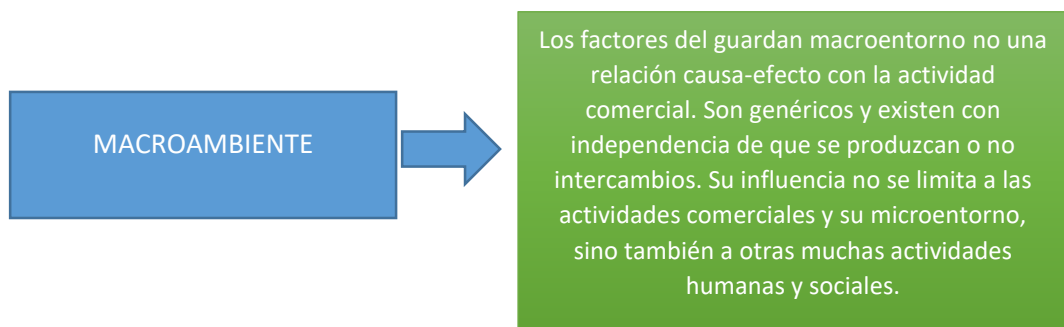 MACROAMBIENTE
Los factores del guardan macroentorno no una
relación causa-efecto con la actividad
comercial. Son genéricos y existen con
independencia de que se produzcan o no
intercambios. Su influencia no se limita a las
actividades comerciales y su microentorno,
sino también a otras muchas actividades
humanas y sociales.